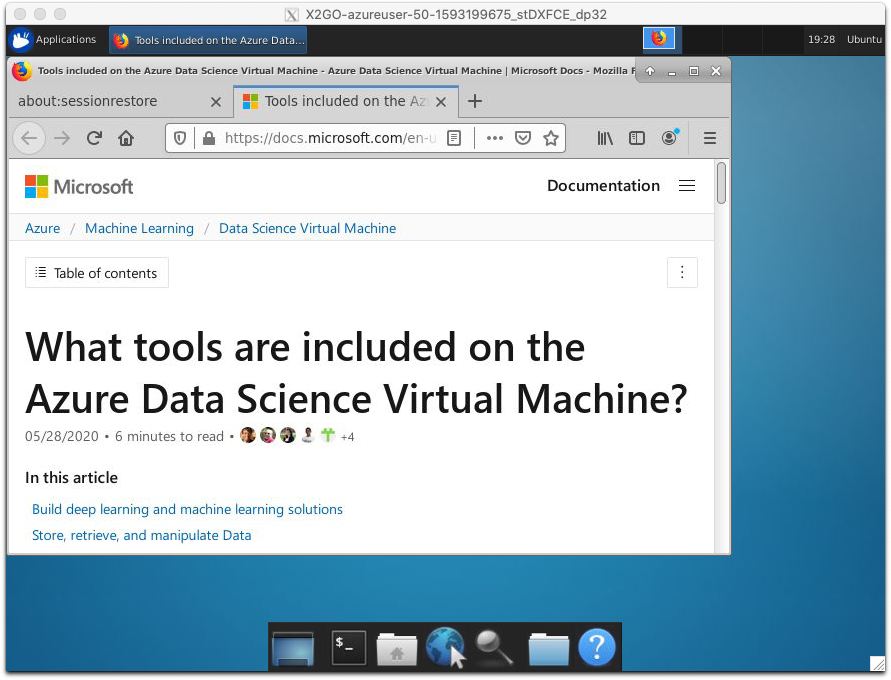 X2GO-azureuser-50-1593199675_stDXFCE_dp32
Applications
Tools included on the Azure Data...
19:28
Ubuntu
Tools included on the Azure Data Science Virtual Machine - Azure Data Science Virtual Machine | Microsoft Docs - Mozilla F
about:sessionrestore
Tools included on the Az
https://docs.microsoft.com/en-u
Microsoft
Documentation
Azure / Machine Learning / Data Science Virtual Machine
Table of contents
What tools are included on the
Azure Data Science Virtual Machine?
05/28/2020 • 6 minutes to read • +4
In this article
Build deep learning and machine learning solutions
Store, retrieve, and manipulate Data
$_
?